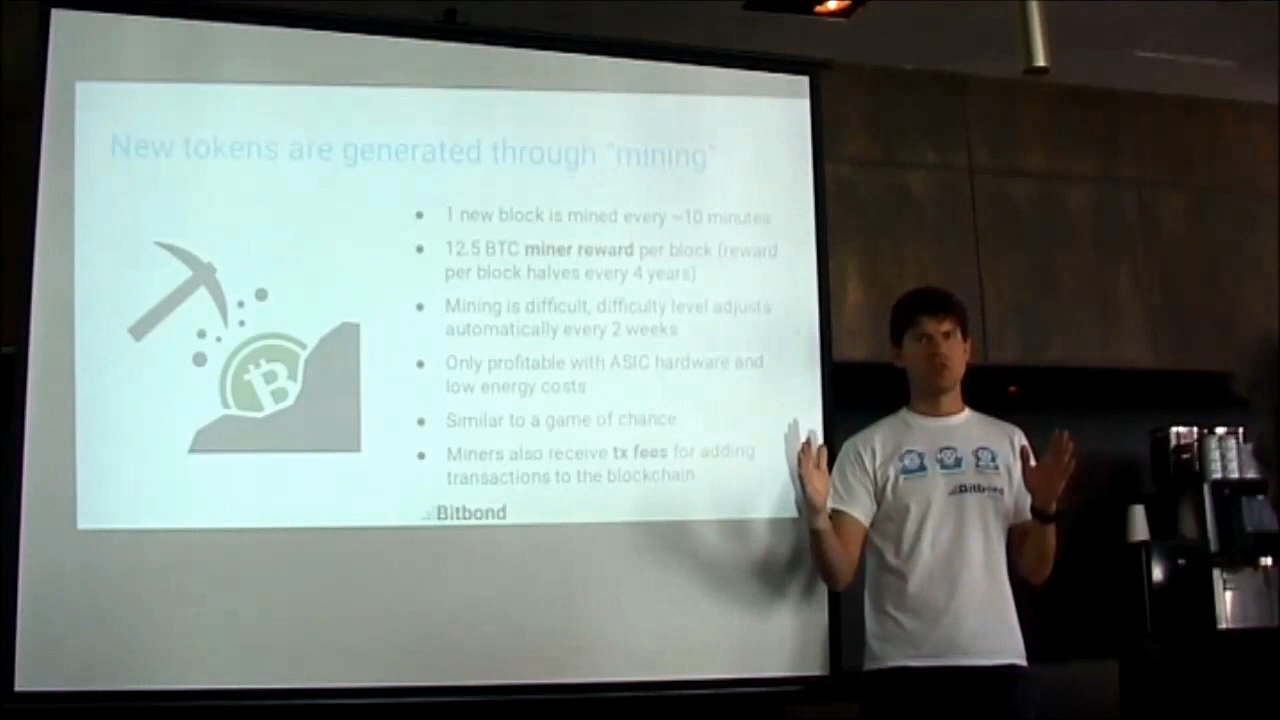 New tokens are generated through "mining"
1 new block is mined every ~10 minutes
12.5 BTC miner reward per block (reward
per block halves every 4 years)
Mining is difficult, difficulty level adjusts
automatically every 2 weeks
Only profitable with ASIC hardware and
low energy costs
Similar to a game of chance
Miners also receive tx fees for adding
transactions to the blockchain
Bitbond
Bitbond